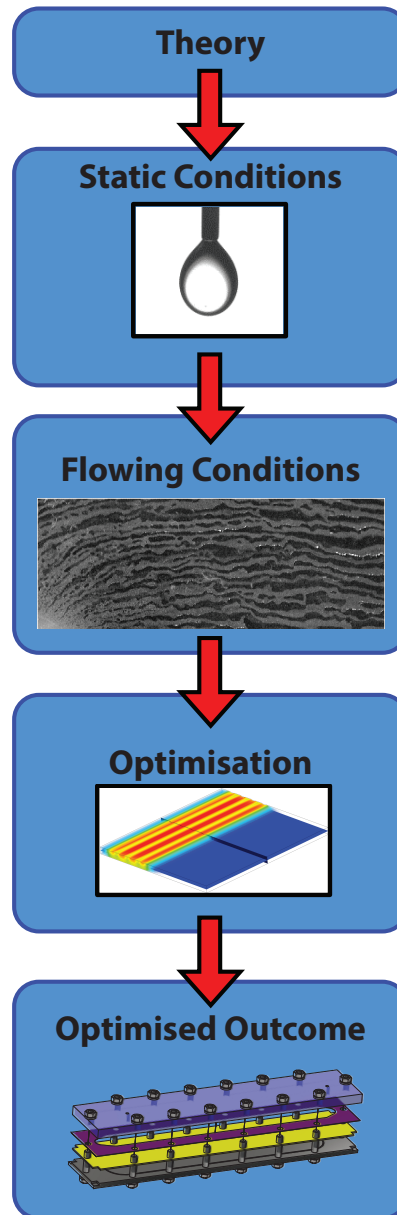 Theory
Static Conditions
Flowing Conditions
Optimisation
Optimised Outcome